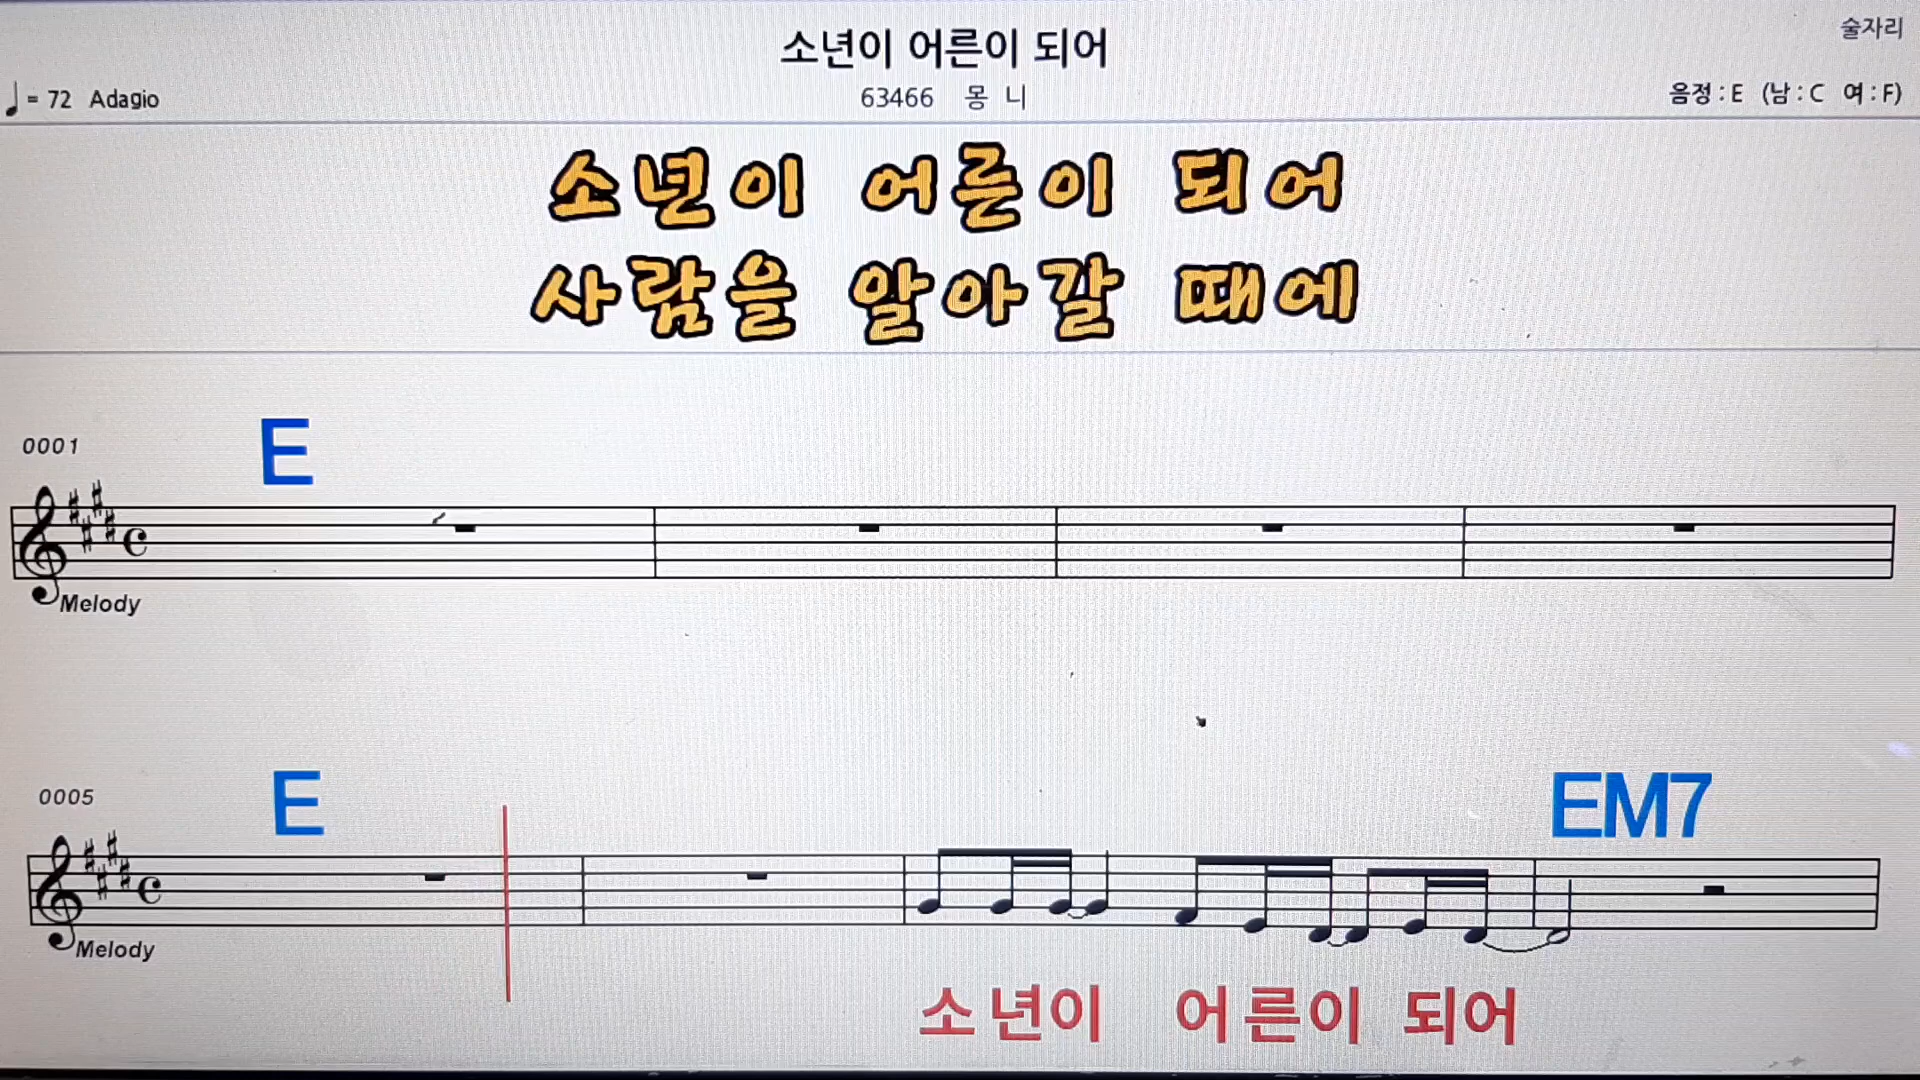 소년이 어른이 되어
술자리
♩ = 72 Adagio
63466 몽 니
음정 : E (남 : C 여 : F)
소년이 어른이 되어
사람을 알아갈 때에
0001
E
Melody
0005
E
EM7
Melody
소년이 어른이 되어